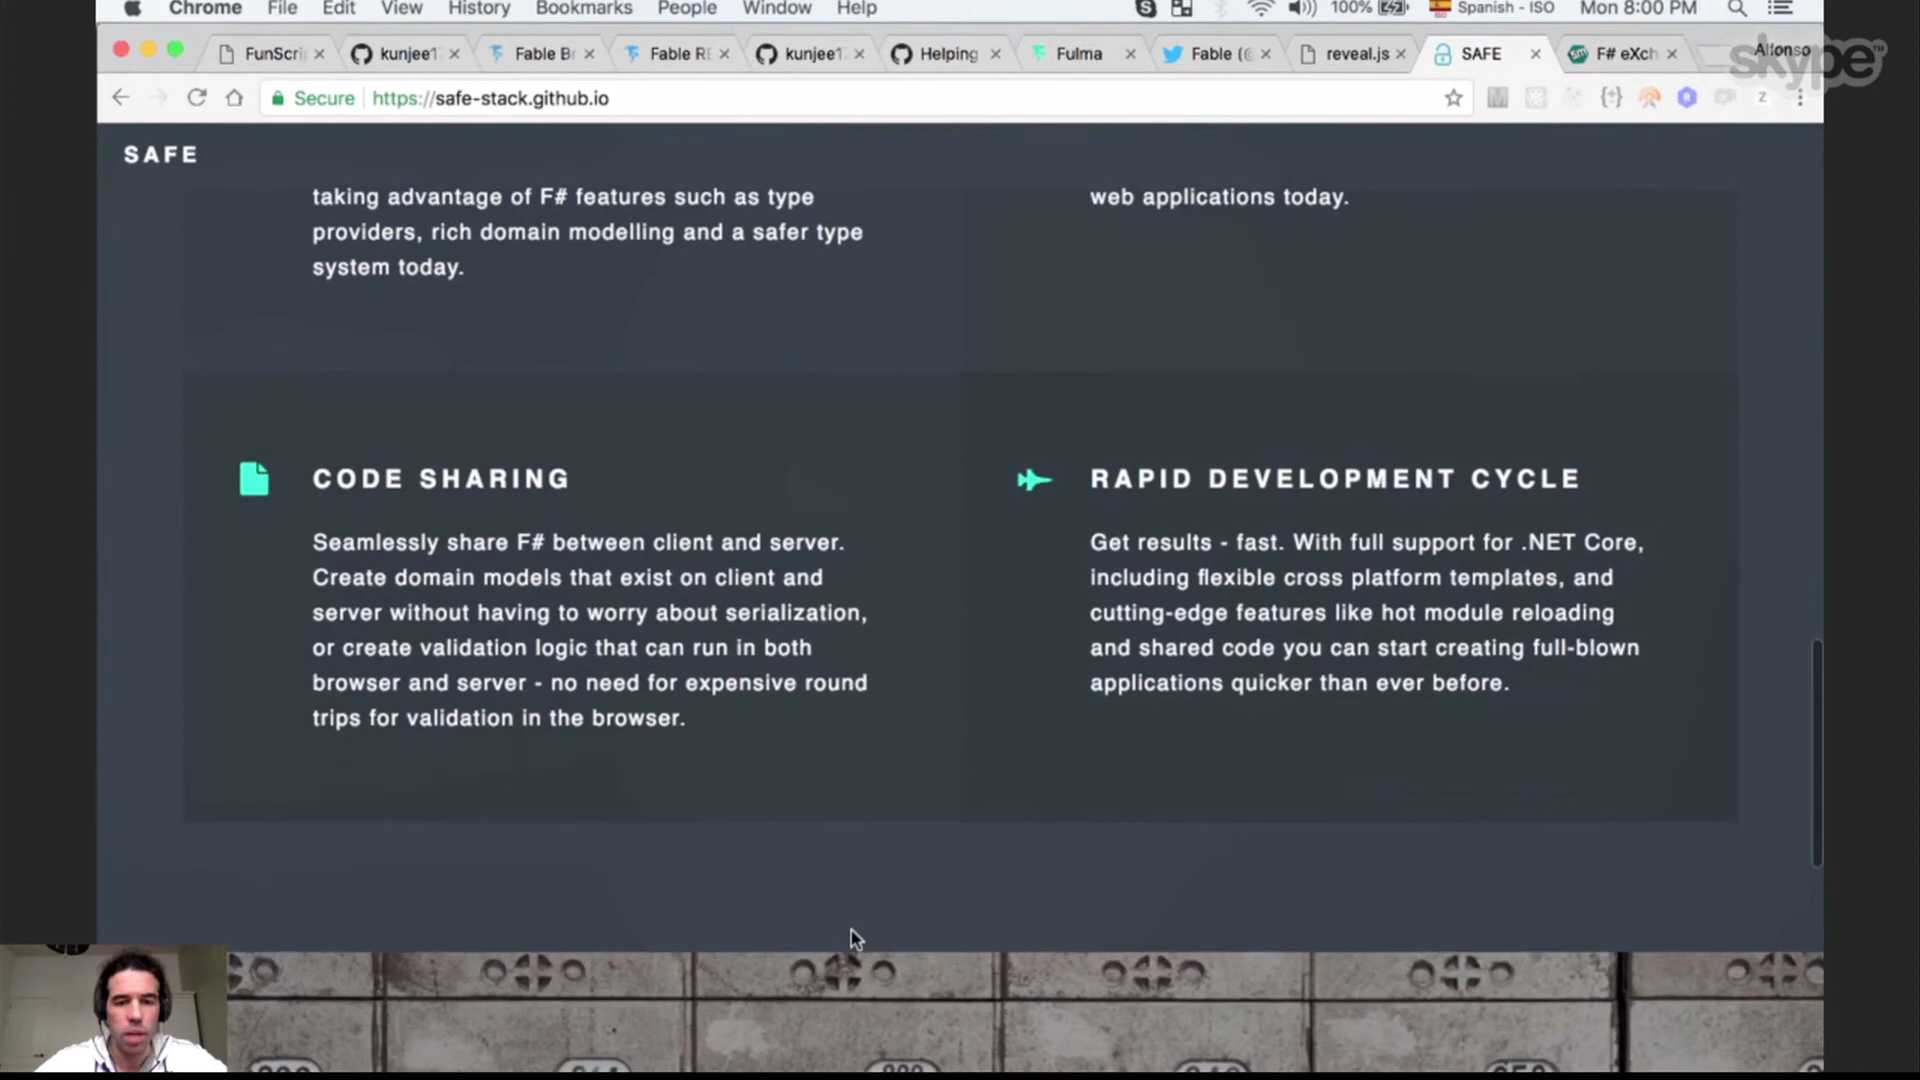 Chrome File Edit View History Bookmarks People Window Help 100% Spanish - ISO Mon 8:00 PM
FunScri kunjee1 Fable Br Fable RE kunjee1 Helping Fulma Fable (@ reveal.js SAFE F# eXch Alfonso
skype™
Secure https://safe-stack.github.io
SAFE
taking advantage of F# features such as type
providers, rich domain modelling and a safer type
system today.
web applications today.
CODE SHARING
Seamlessly share F# between client and server.
Create domain models that exist on client and
server without having to worry about serialization,
or create validation logic that can run in both
browser and server - no need for expensive round
trips for validation in the browser.
RAPID DEVELOPMENT CYCLE
Get results - fast. With full support for .NET Core,
including flexible cross platform templates, and
cutting-edge features like hot module reloading
and shared code you can start creating full-blown
applications quicker than ever before.